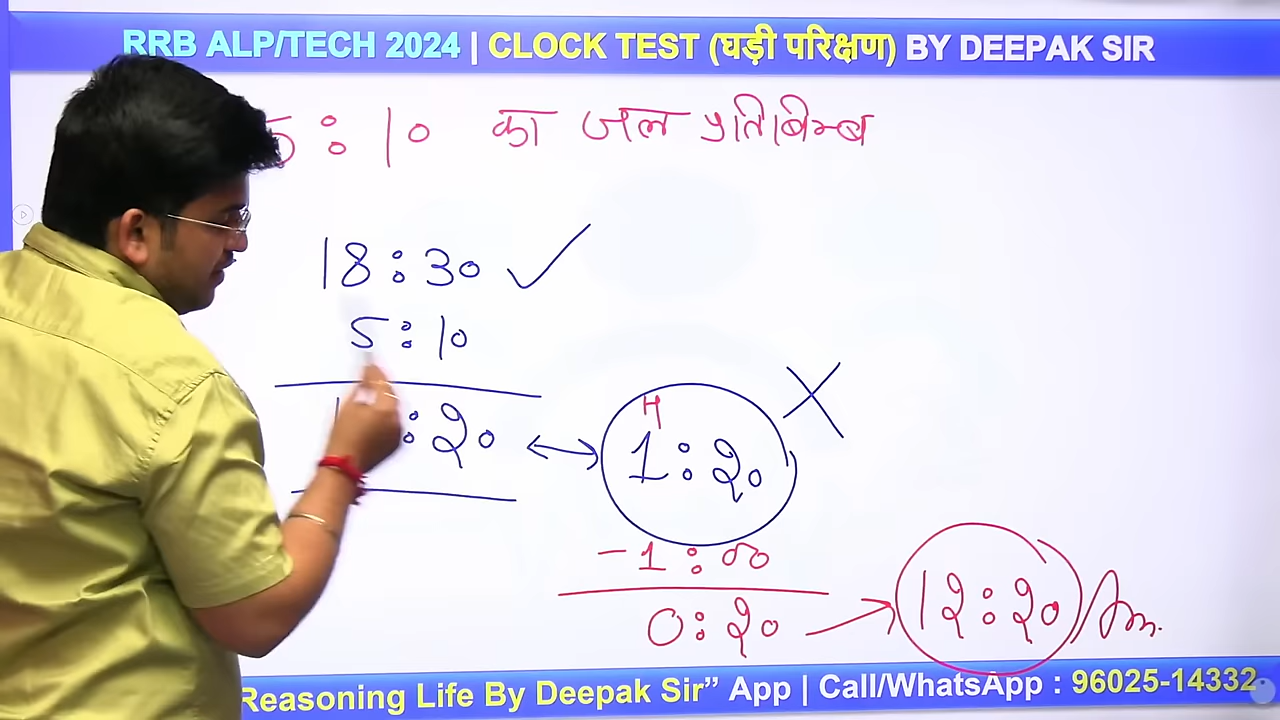 RRB ALP/TECH 2024 | CLOCK TEST (घड़ी परिक्षण) BY DEEPAK SIR
5 : 10 का जल प्रतिबिम्ब
18 : 30 ✓
5 : 10
: 20 ↔ 1 : 20 X
H
- 1 : 00
0 : 20 → 12 : 20 Ans.
Reasoning Life By Deepak Sir” App | Call/WhatsApp : 96025-14332